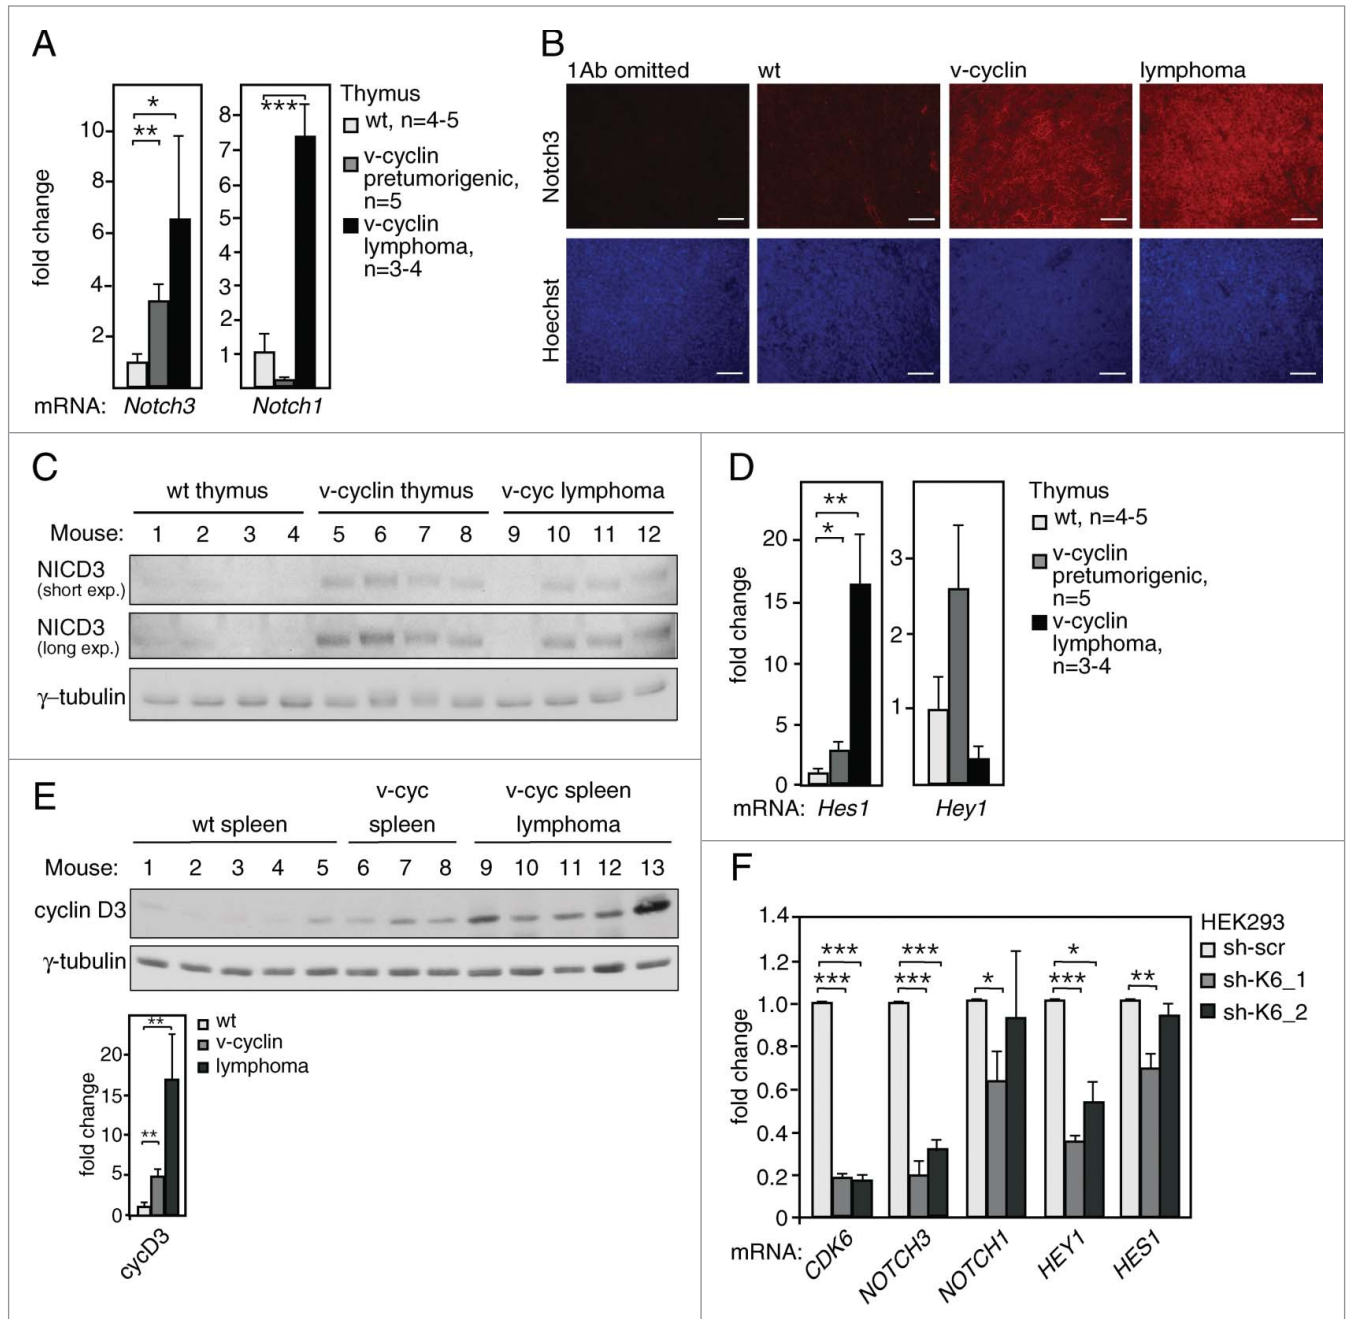 A
10
8
6
4
2
fold change
*
**
8
7
6
5
4
3
2
1
***
Thymus
wt, n=4-5
v-cyclin
pretumorigenic,
n=5
v-cyclin
lymphoma,
n=3-4
mRNA: Notch3 Notch1
B
1Ab omitted wt v-cyclin lymphoma
Notch3
Hoechst
C
wt thymus v-cyclin thymus v-cyc lymphoma
Mouse: 1 2 3 4 5 6 7 8 9 10 11 12
NICD3
(short exp.)
NICD3
(long exp.)
γ–tubulin
D
20
15
10
5
0
fold change
**
*
3
2
1
Thymus
wt, n=4-5
v-cyclin
pretumorigenic,
n=5
v-cyclin
lymphoma,
n=3-4
mRNA: Hes1 Hey1
E
wt spleen
v-cyc
spleen
v-cyc spleen
lymphoma
Mouse: 1 2 3 4 5 6 7 8 9 10 11 12 13
cyclin D3
γ-tubulin
20
15
10
5
0
fold change
**
**
wt
v-cyclin
lymphoma
cycD3
F
1.4
1.2
1.0
0.8
0.6
0.4
0.2
0
fold change
*** *** *
*** *** * *** **
HEK293
sh-scr
sh-K6_1
sh-K6_2
mRNA: CDK6 NOTCH3 NOTCH1 HEY1 HES1